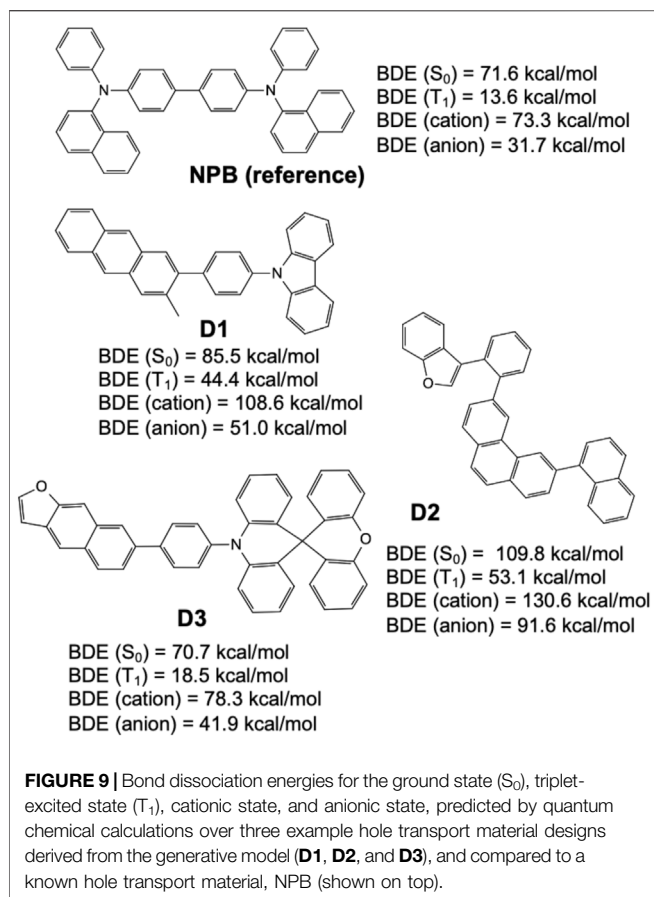 N
N
NPB (reference)
BDE (S₀) = 71.6 kcal/mol
BDE (T₁) = 13.6 kcal/mol
BDE (cation) = 73.3 kcal/mol
BDE (anion) = 31.7 kcal/mol
N
D1
BDE (S₀) = 85.5 kcal/mol
BDE (T₁) = 44.4 kcal/mol
BDE (cation) = 108.6 kcal/mol
BDE (anion) = 51.0 kcal/mol
O
D2
BDE (S₀) = 109.8 kcal/mol
BDE (T₁) = 53.1 kcal/mol
BDE (cation) = 130.6 kcal/mol
BDE (anion) = 91.6 kcal/mol
O
N
O
D3
BDE (S₀) = 70.7 kcal/mol
BDE (T₁) = 18.5 kcal/mol
BDE (cation) = 78.3 kcal/mol
BDE (anion) = 41.9 kcal/mol
FIGURE 9 | Bond dissociation energies for the ground state (S₀), triplet-
excited state (T₁), cationic state, and anionic state, predicted by quantum
chemical calculations over three example hole transport material designs
derived from the generative model (D1, D2, and D3), and compared to a
known hole transport material, NPB (shown on top).